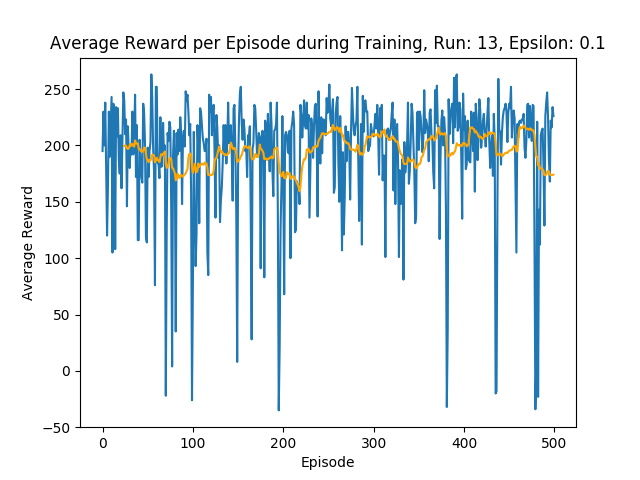 Average Reward per Episode during Training, Run: 13, Epsilon: 0.1
Average Reward
250
200
150
100
50
0
−50
0 100 200 300 400 500
Episode